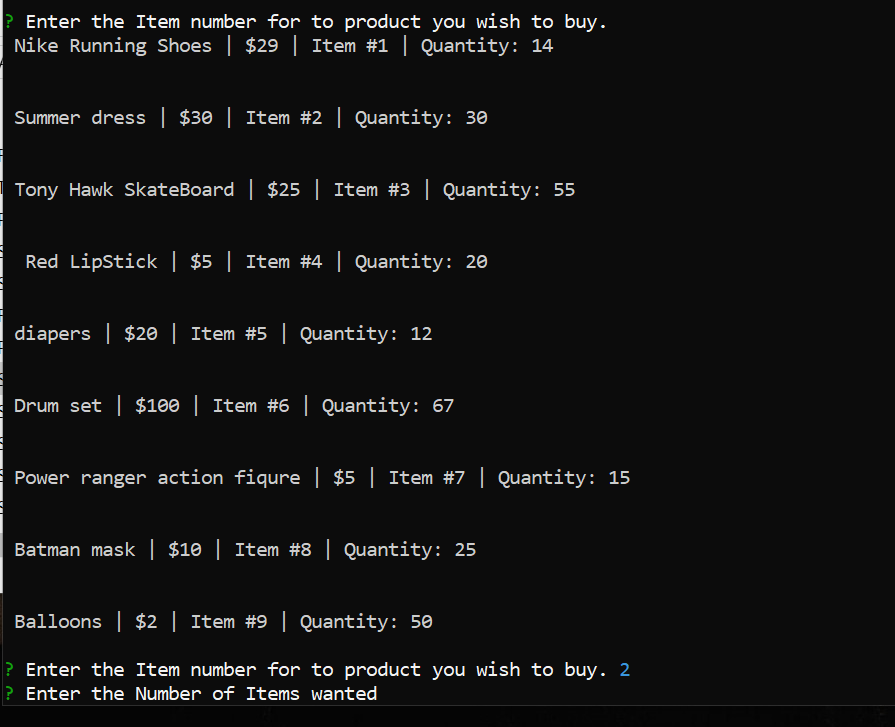 ? Enter the Item number for to product you wish to buy.
Nike Running Shoes | $29 | Item #1 | Quantity: 14
Summer dress | $30 | Item #2 | Quantity: 30
Tony Hawk SkateBoard | $25 | Item #3 | Quantity: 55
Red LipStick | $5 | Item #4 | Quantity: 20
diapers | $20 | Item #5 | Quantity: 12
Drum set | $100 | Item #6 | Quantity: 67
Power ranger action fiqure | $5 | Item #7 | Quantity: 15
Batman mask | $10 | Item #8 | Quantity: 25
Balloons | $2 | Item #9 | Quantity: 50
? Enter the Item number for to product you wish to buy. 2
? Enter the Number of Items wanted